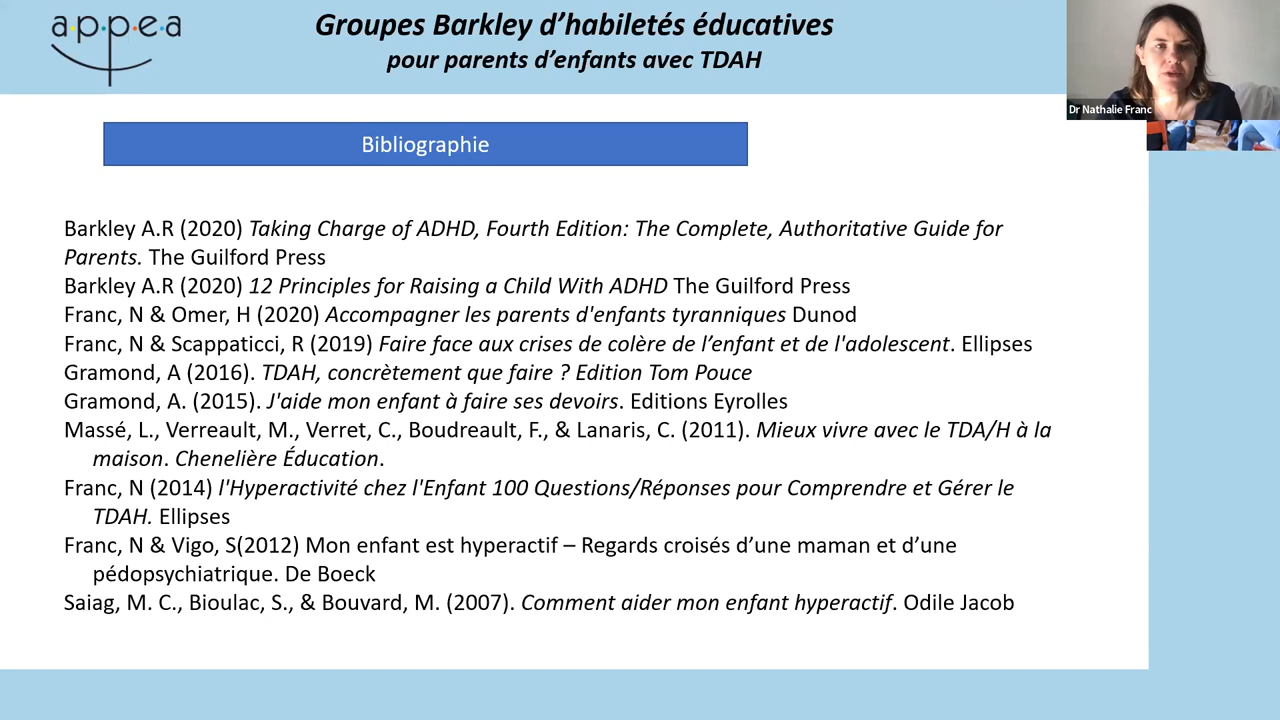 a.p.p.e.a
Groupes Barkley d’habiletés éducatives
pour parents d’enfants avec TDAH
Dr Nathalie Franc
Bibliographie
Barkley A.R (2020) Taking Charge of ADHD, Fourth Edition: The Complete, Authoritative Guide for
Parents. The Guilford Press
Barkley A.R (2020) 12 Principles for Raising a Child With ADHD The Guilford Press
Franc, N & Omer, H (2020) Accompagner les parents d'enfants tyranniques Dunod
Franc, N & Scappaticci, R (2019) Faire face aux crises de colère de l’enfant et de l'adolescent. Ellipses
Gramond, A (2016). TDAH, concrètement que faire ? Edition Tom Pouce
Gramond, A. (2015). J'aide mon enfant à faire ses devoirs. Editions Eyrolles
Massé, L., Verreault, M., Verret, C., Boudreault, F., & Lanaris, C. (2011). Mieux vivre avec le TDA/H à la
maison. Chenelière Éducation.
Franc, N (2014) l'Hyperactivité chez l'Enfant 100 Questions/Réponses pour Comprendre et Gérer le
TDAH. Ellipses
Franc, N & Vigo, S(2012) Mon enfant est hyperactif – Regards croisés d’une maman et d’une
pédopsychiatrique. De Boeck
Saiag, M. C., Bioulac, S., & Bouvard, M. (2007). Comment aider mon enfant hyperactif. Odile Jacob